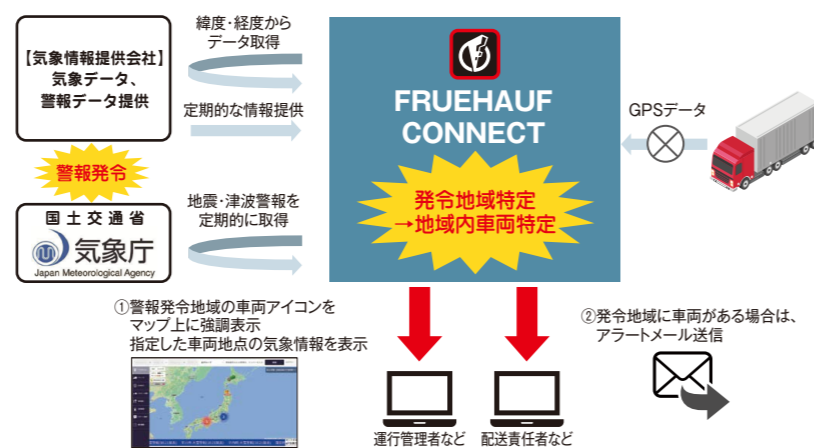 【気象情報提供会社】
気象データ、
警報データ提供
緯度・経度から
データ取得
定期的な情報提供
警報発令
国土交通省
気象庁
Japan Meteorological Agency
地震・津波警報を
定期的に取得
FRUEHAUF
CONNECT
発令地域特定
→地域内車両特定
GPSデータ
①警報発令地域の車両アイコンを
マップ上に強調表示
指定した車両地点の気象情報を表示
②発令地域に車両がある場合は、
アラートメール送信
運行管理者など
配送責任者など